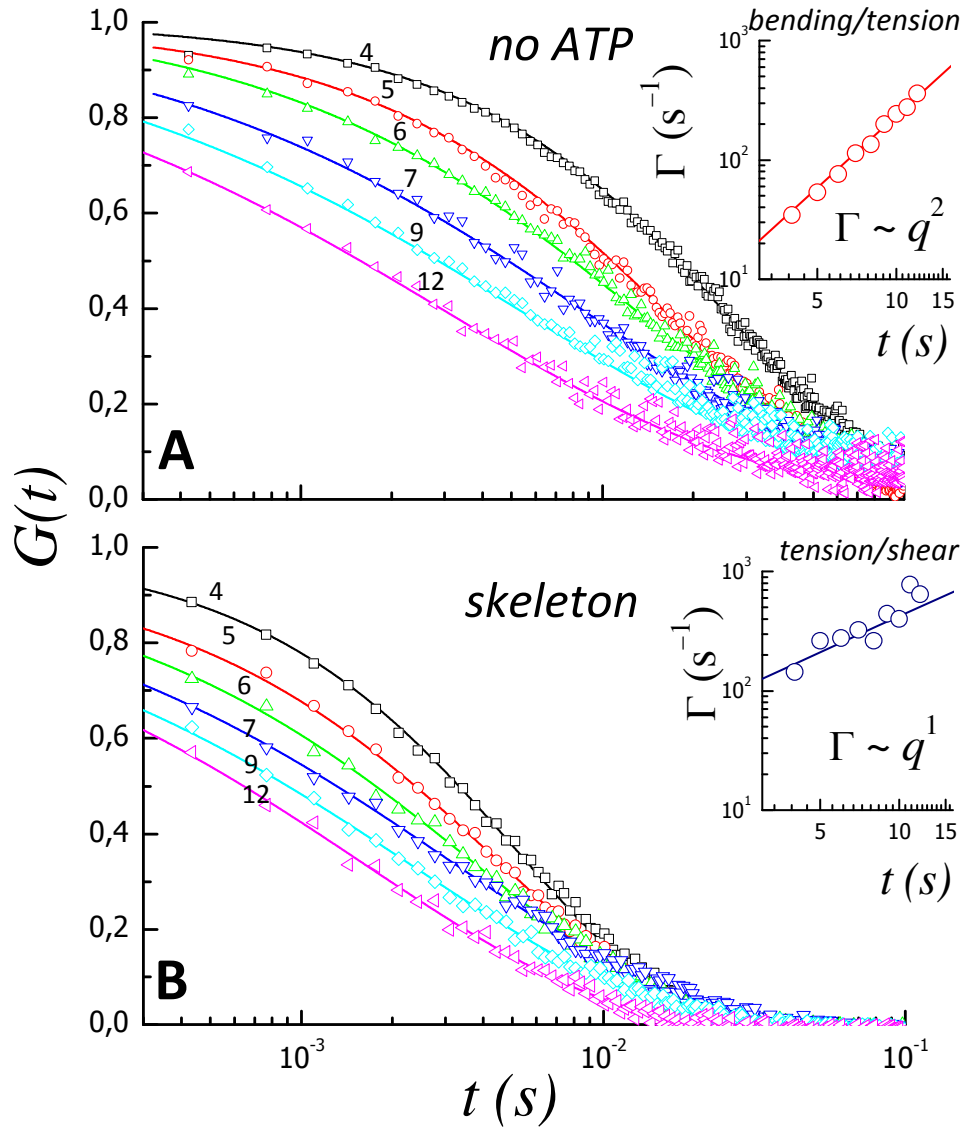 no ATP
bending/tension
4
5
6
7
9
12
Γ (s⁻¹)
10³
10²
10¹
5 10 15
Γ ~ q²
t (s)
1,0
0,8
0,6
0,4
0,2
0,0
A
G(t)
skeleton
tension/shear
4
5
6
7
9
12
Γ (s⁻¹)
10³
10²
10¹
5 10 15
Γ ~ q¹
t (s)
1,0
0,8
0,6
0,4
0,2
0,0
B
10⁻³ 10⁻² 10⁻¹
t (s)